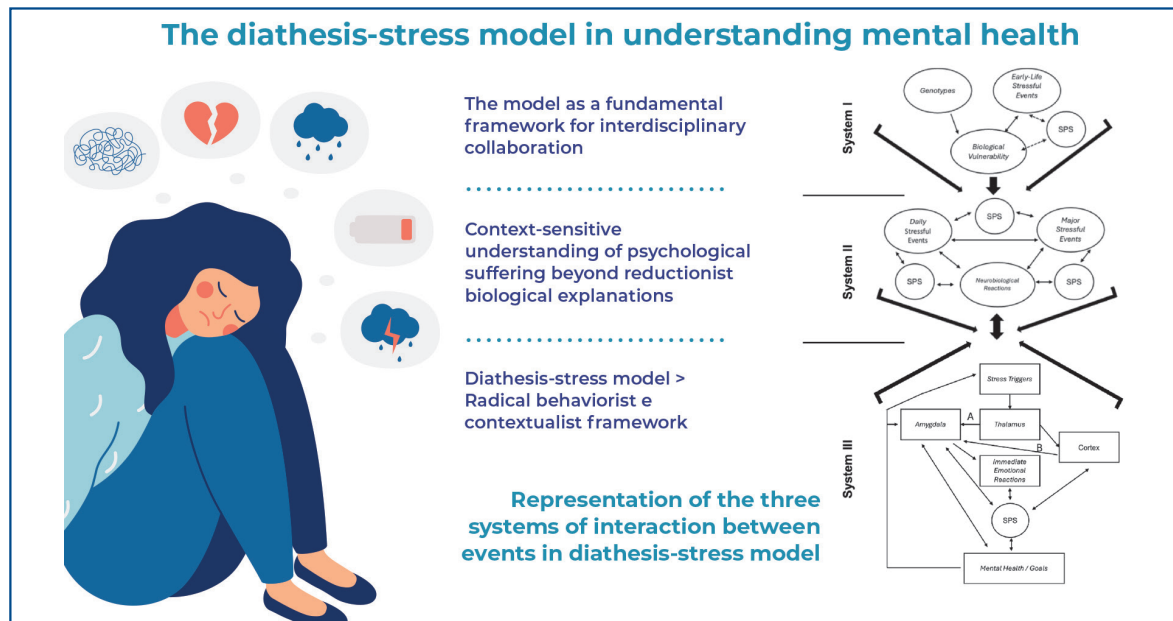 The diathesis-stress model in understanding mental health
The model as a fundamental
framework for interdisciplinary
collaboration
Context-sensitive
understanding of psychological
suffering beyond reductionist
biological explanations
Diathesis-stress model >
Radical behaviorist e
contextualist framework
Representation of the three
systems of interaction between
events in diathesis-stress model
System I
Genotypes
Early-Life
Stressful
Events
SPS
Biological
Vulnerability
System II
SPS
Daily
Stressful
Events
Major
Stressful
Events
SPS
Neurobiological
Reactions
SPS
System III
Stress Triggers
Amygdala
A
Thalamus
B
Cortex
Immediate
Emotional
Reactions
SPS
Mental Health / Goals